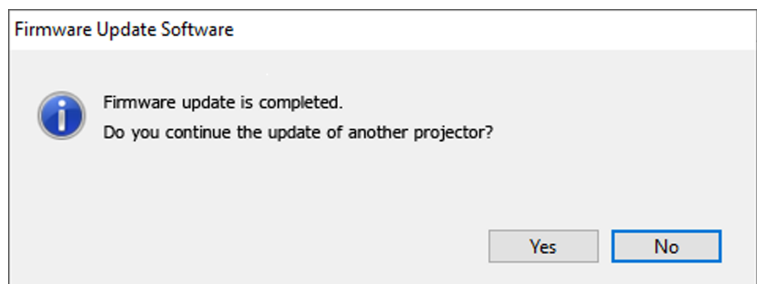 Firmware Update Software
Firmware update is completed.
Do you continue the update of another projector?
Yes No